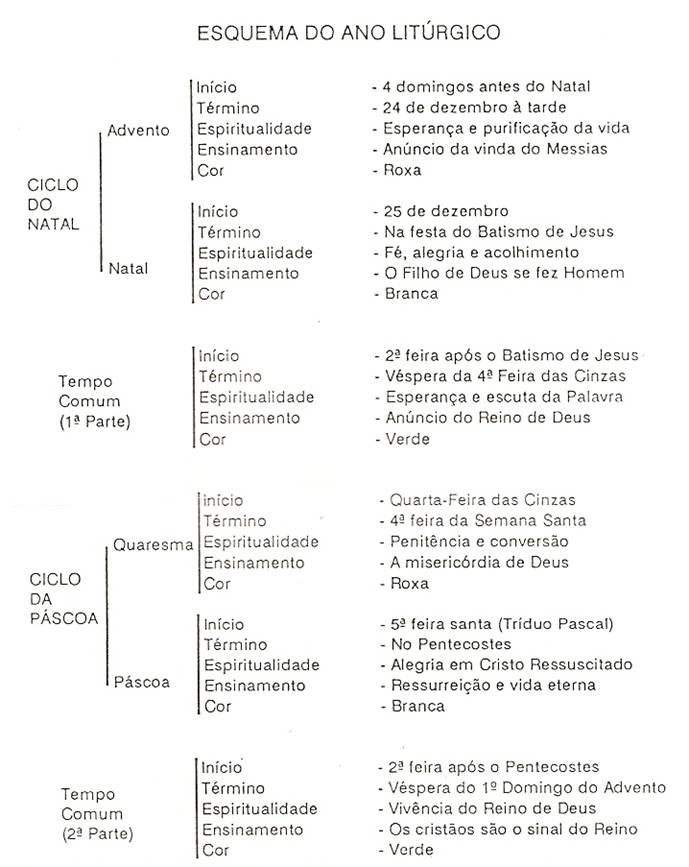 ESQUEMA DO ANO LITÚRGICO
CICLO
DO
NATAL
Advento
Início - 4 domingos antes do Natal
Término - 24 de dezembro à tarde
Espiritualidade - Esperança e purificação da vida
Ensinamento - Anúncio da vinda do Messias
Cor - Roxa
Natal
Início - 25 de dezembro
Término - Na festa do Batismo de Jesus
Espiritualidade - Fé, alegria e acolhimento
Ensinamento - O Filho de Deus se fez Homem
Cor - Branca
Tempo
Comum
(1ª Parte)
Início - 2ª feira após o Batismo de Jesus
Término - Véspera da 4ª Feira das Cinzas
Espiritualidade - Esperança e escuta da Palavra
Ensinamento - Anúncio do Reino de Deus
Cor - Verde
CICLO
DA
PÁSCOA
Quaresma
início - Quarta-Feira das Cinzas
Término - 4ª feira da Semana Santa
Espiritualidade - Penitência e conversão
Ensinamento - A misericórdia de Deus
Cor - Roxa
Páscoa
Início - 5ª feira santa (Tríduo Pascal)
Término - No Pentecostes
Espiritualidade - Alegria em Cristo Ressuscitado
Ensinamento - Ressurreição e vida eterna
Cor - Branca
Tempo
Comum
(2ª Parte)
Início - 2ª feira após o Pentecostes
Término - Véspera do 1º Domingo do Advento
Espiritualidade - Vivência do Reino de Deus
Ensinamento - Os cristãos são o sinal do Reino
Cor - Verde